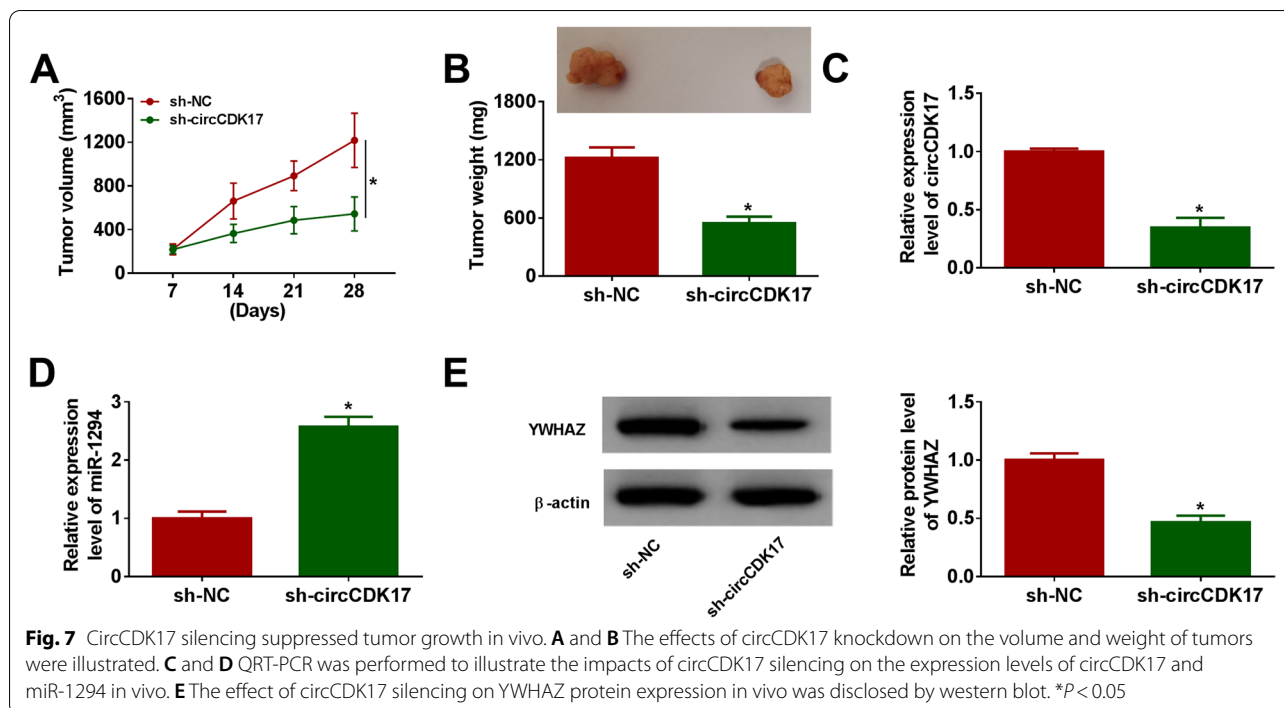 A
Tumor volume (mm³)
1600
1200
800
400
0
sh-NC
sh-circCDK17
*
7 14 21 28
(Days)
B
Tumor weight (mg)
1800
1200
600
0
*
sh-NC sh-circCDK17
C
Relative expression
level of circCDK17
1.5
1.0
0.5
0.0
*
sh-NC sh-circCDK17
D
Relative expression
level of miR-1294
3
2
1
0
*
sh-NC sh-circCDK17
E
YWHAZ
β-actin
sh-NC
sh-circCDK17
Relative protein level
of YWHAZ
1.5
1.0
0.5
0.0
*
sh-NC sh-circCDK17
Fig. 7 CircCDK17 silencing suppressed tumor growth in vivo. A and B The effects of circCDK17 knockdown on the volume and weight of tumors
were illustrated. C and D QRT-PCR was performed to illustrate the impacts of circCDK17 silencing on the expression levels of circCDK17 and
miR-1294 in vivo. E The effect of circCDK17 silencing on YWHAZ protein expression in vivo was disclosed by western blot. *P < 0.05